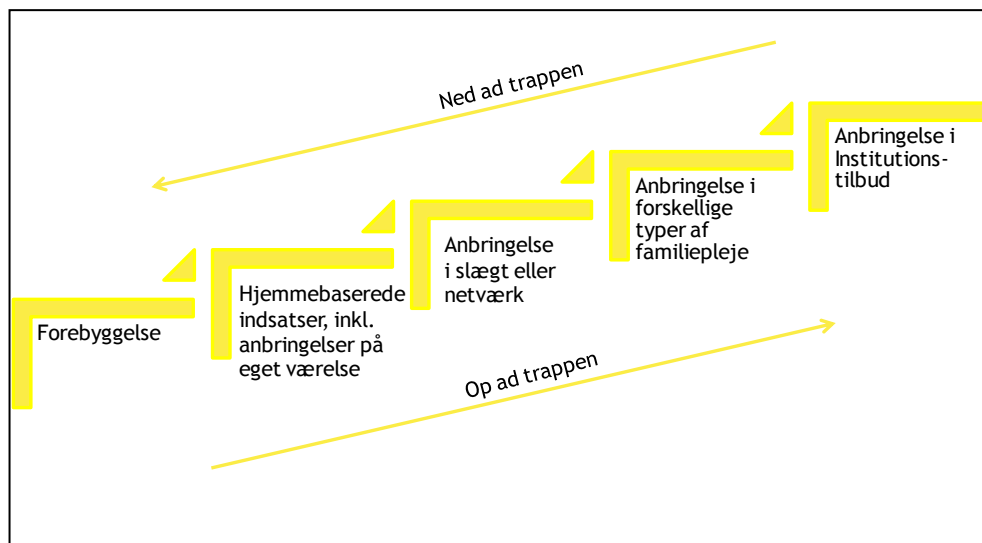 Ned ad trappen
Forebyggelse
Hjemmebaserede
indsatser, inkl.
anbringelser på
eget værelse
Anbringelse
i slægt eller
netværk
Anbringelse i
forskellige
typer af
familiepleje
Anbringelse i
Institutions-
tilbud
Op ad trappen